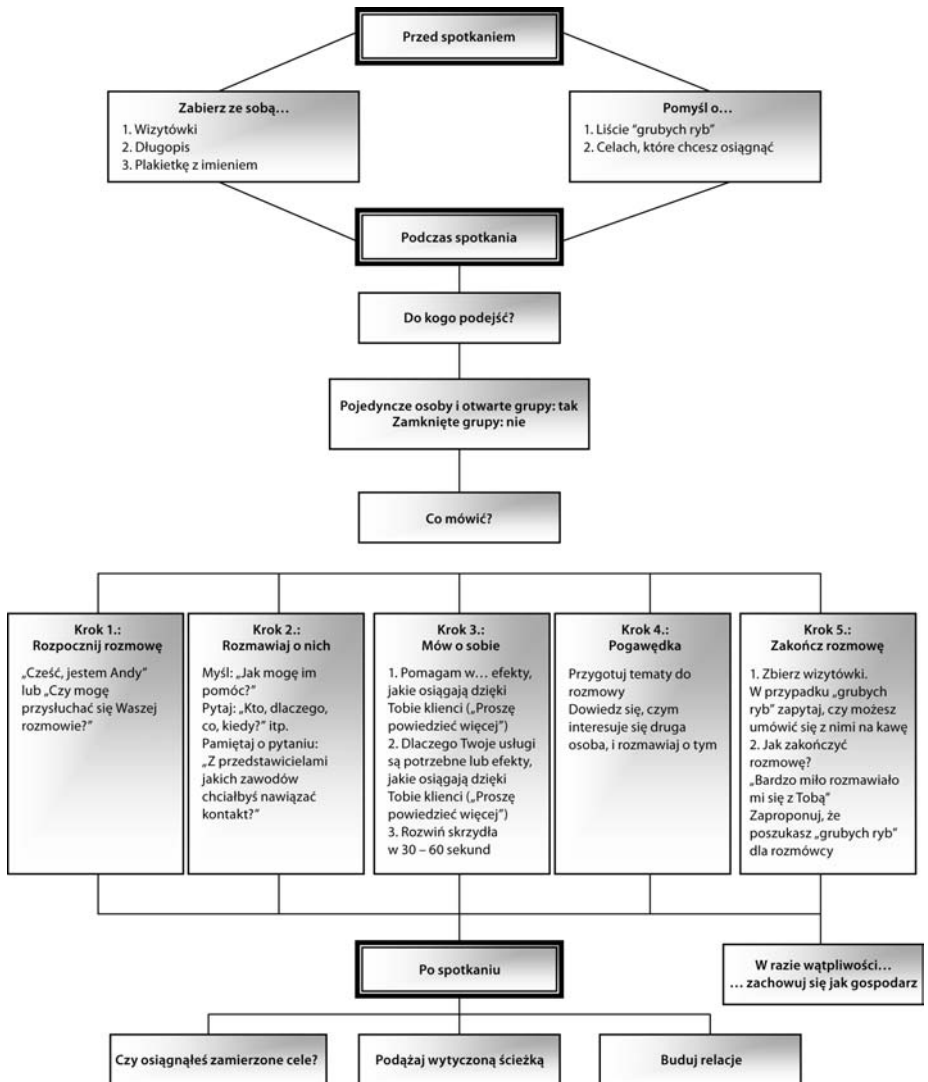 Przed spotkaniem
Zabierz ze sobą…
1. Wizytówki
2. Długopis
3. Plakietkę z imieniem
Pomyśl o…
1. Liście "grubych ryb"
2. Celach, które chcesz osiągnąć
Podczas spotkania
Do kogo podejść?
Pojedyncze osoby i otwarte grupy: tak
Zamknięte grupy: nie
Co mówić?
Krok 1.:
Rozpocznij rozmowę
„Cześć, jestem Andy”
lub „Czy mogę
przysłuchać się Waszej
rozmowie?”
Krok 2.:
Rozmawiaj o nich
Myśl: „Jak mogę im
pomóc?”
Pytaj: „Kto, dlaczego,
co, kiedy?” itp.
Pamiętaj o pytaniu:
„Z przedstawicielami
jakich zawodów
chciałbyś nawiązać
kontakt?”
Krok 3.:
Mów o sobie
1. Pomagam w… efekty,
jakie osiągają dzięki
Tobie klienci („Proszę
powiedzieć więcej”)
2. Dlaczego Twoje usługi
są potrzebne lub efekty,
jakie osiągają dzięki
Tobie klienci („Proszę
powiedzieć więcej”)
3. Rozwiń skrzydła
w 30 – 60 sekund
Krok 4.:
Pogawędka
Przygotuj tematy do
rozmowy
Dowiedz się, czym
interesuje się druga
osoba, i rozmawiaj o tym
Krok 5.:
Zakończ rozmowę
1. Zbierz wizytówki.
W przypadku „grubych
ryb” zapytaj, czy możesz
umówić się z nimi na kawę
2. Jak zakończyć
rozmowę?
„Bardzo miło rozmawiało
mi się z Tobą”
Zaproponuj, że
poszukasz „grubych ryb”
dla rozmówcy
Po spotkaniu
W razie wątpliwości…
… zachowuj się jak gospodarz
Czy osiągnąłeś zamierzone cele?
Podążaj wytyczoną ścieżką
Buduj relacje